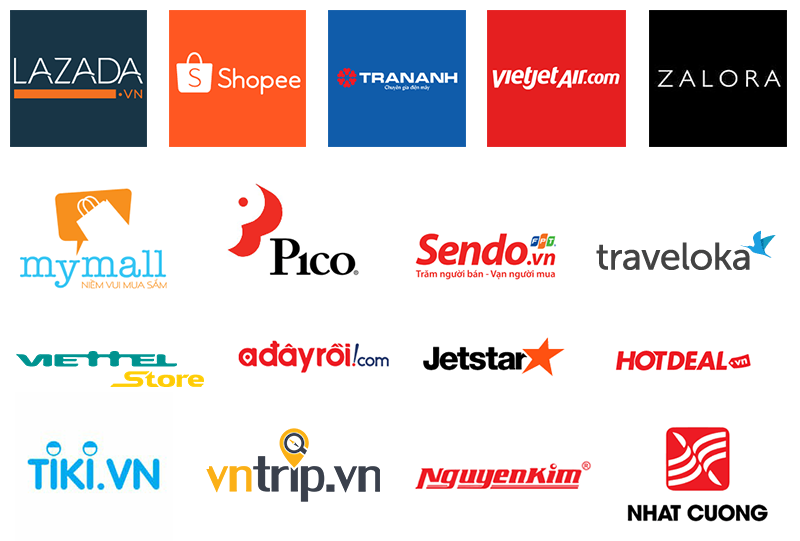 LAZADA
.VN
S Shopee
TRANANH
Chuyên gia điện máy
vietjetAir.com
ZALORA
mymall
NIỀM VUI MUA SẮM
Pico®
Sendo.vn
FPT.
Trăm người bán - Vạn người mua
traveloka
VIETTEL
Store
ađâyrồi!.com
Jetstar
HOTDEAL.vn
TiKi.VN
vntrip.vn
NguyenKim®
NHAT CUONG